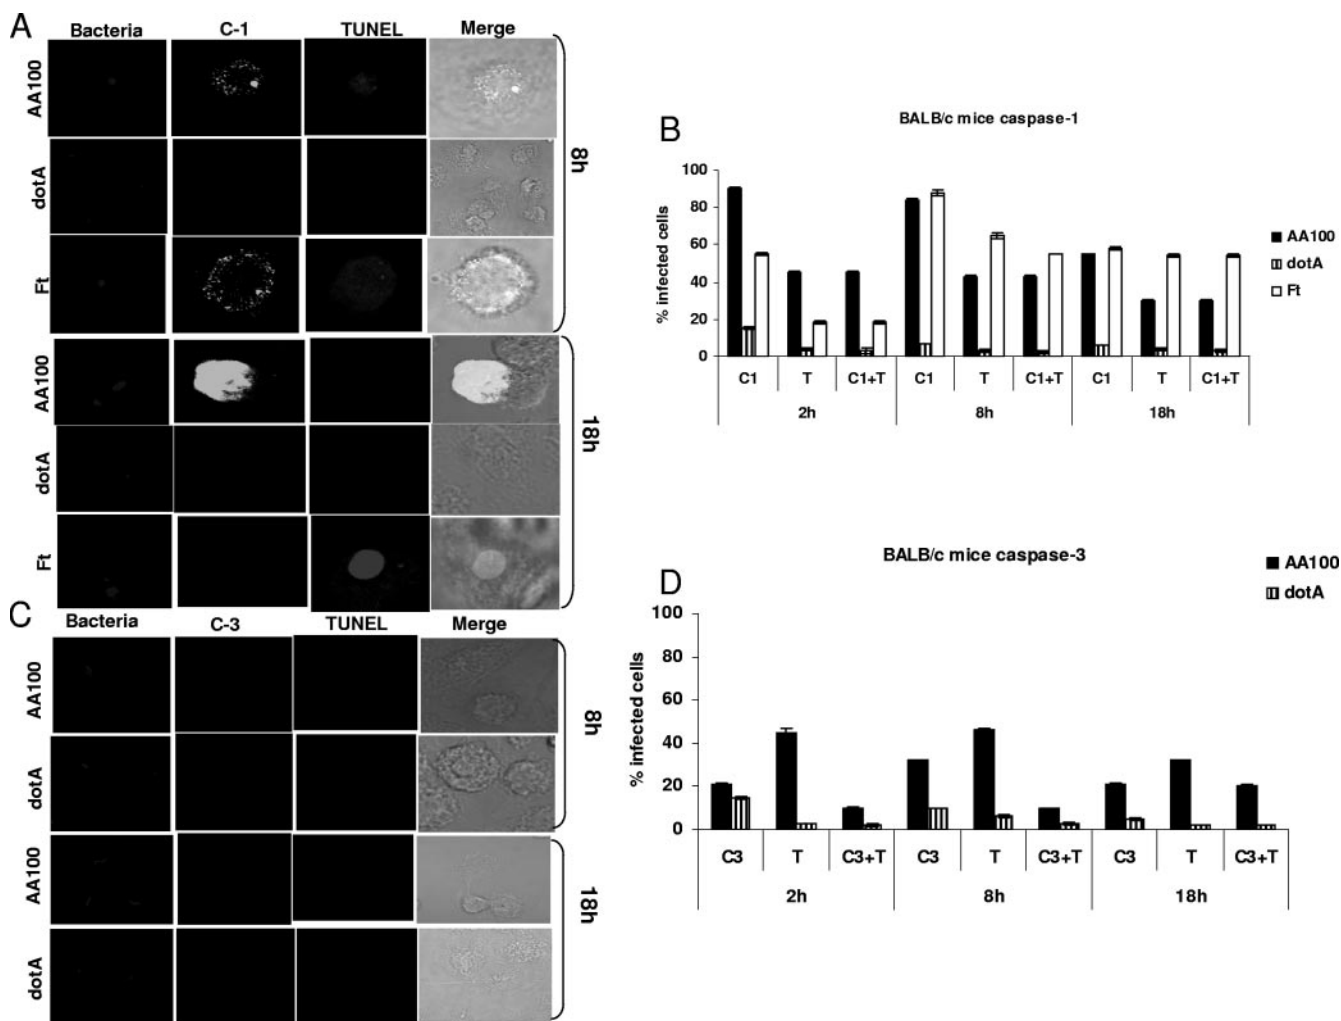 A
Bacteria C-1 TUNEL Merge
AA100
dotA
Ft
8h
AA100
dotA
Ft
18h
B
BALB/c mice caspase-1
% infected cells
100
80
60
40
20
0
C1 T C1+T C1 T C1+T C1 T C1+T
2h 8h 18h
AA100
dotA
Ft
C
Bacteria C-3 TUNEL Merge
AA100
dotA
8h
AA100
dotA
18h
D
BALB/c mice caspase-3
% infected cells
100
80
60
40
20
0
C3 T C3+T C3 T C3+T C3 T C3+T
2h 8h 18h
AA100
dotA